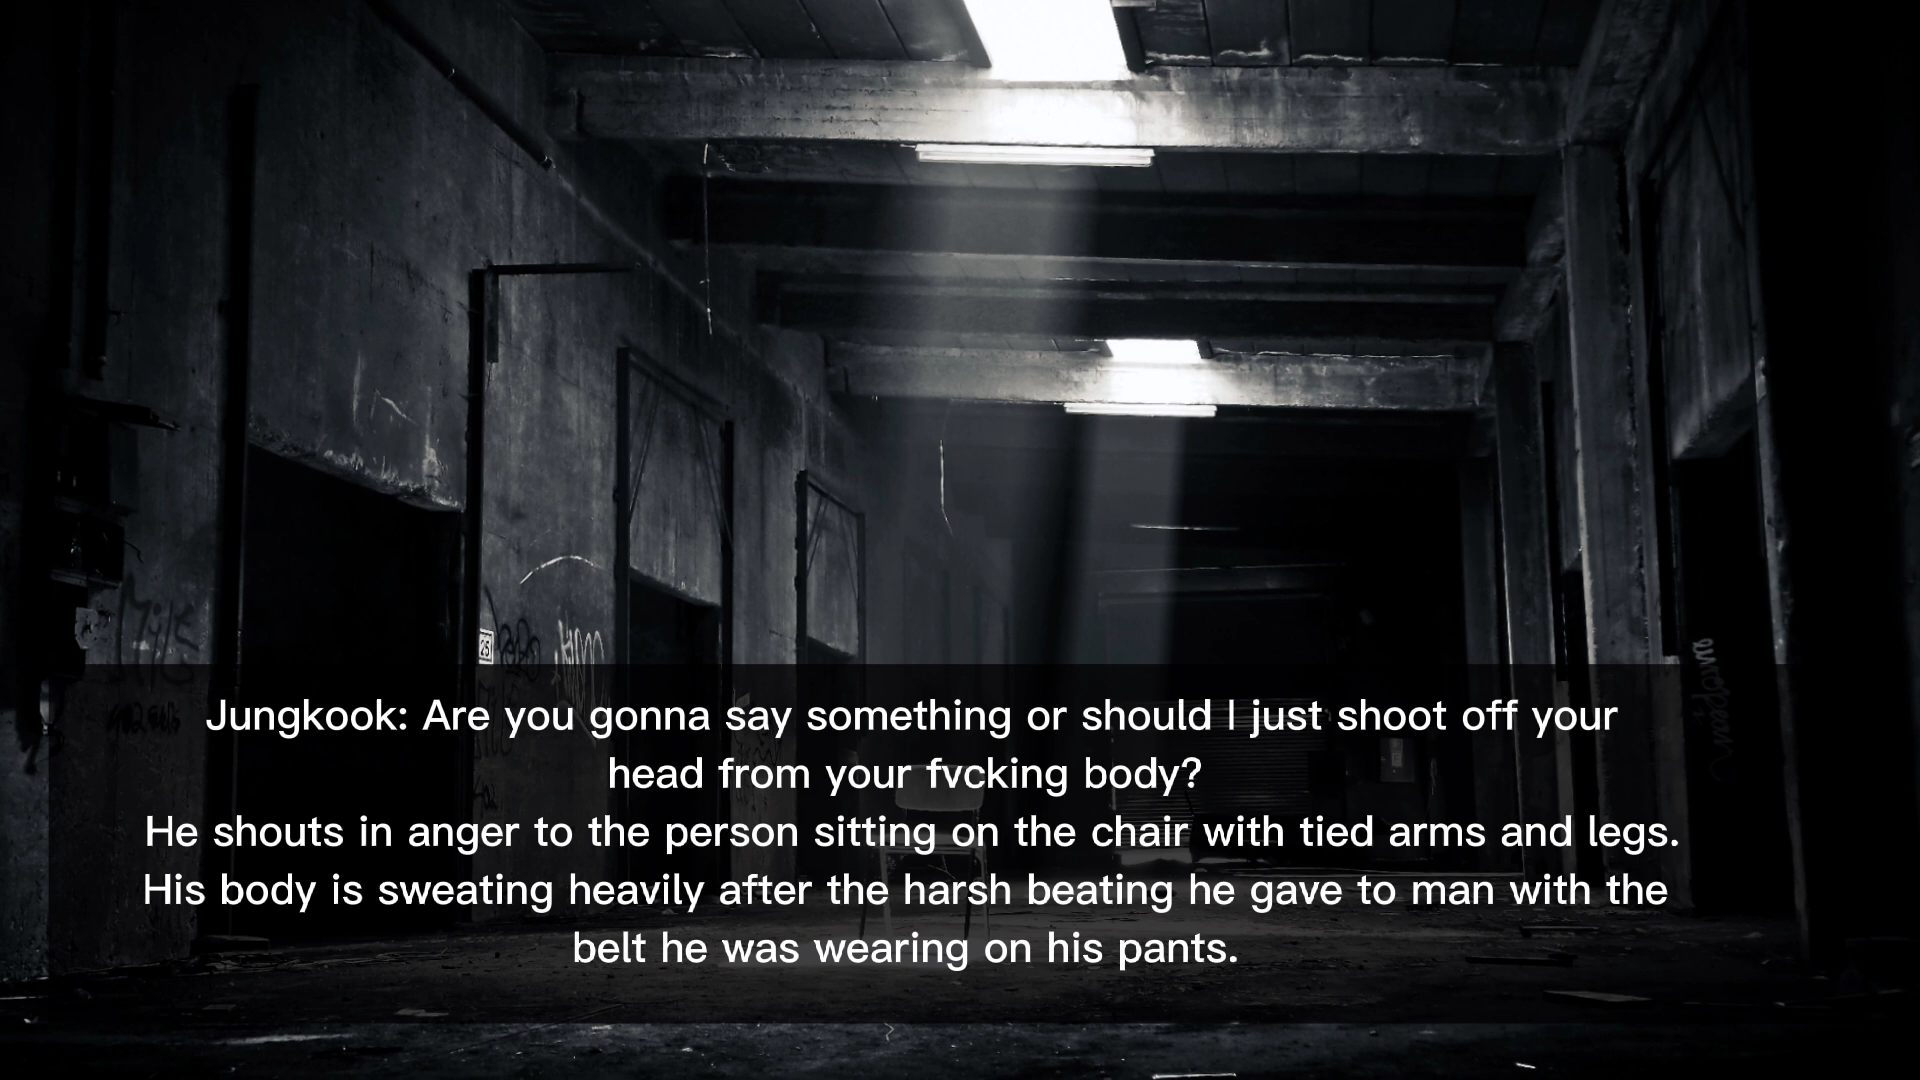 25
Jungkook: Are you gonna say something or should I just shoot off your
head from your fvcking body?
He shouts in anger to the person sitting on the chair with tied arms and legs.
His body is sweating heavily after the harsh beating he gave to man with the
belt he was wearing on his pants.